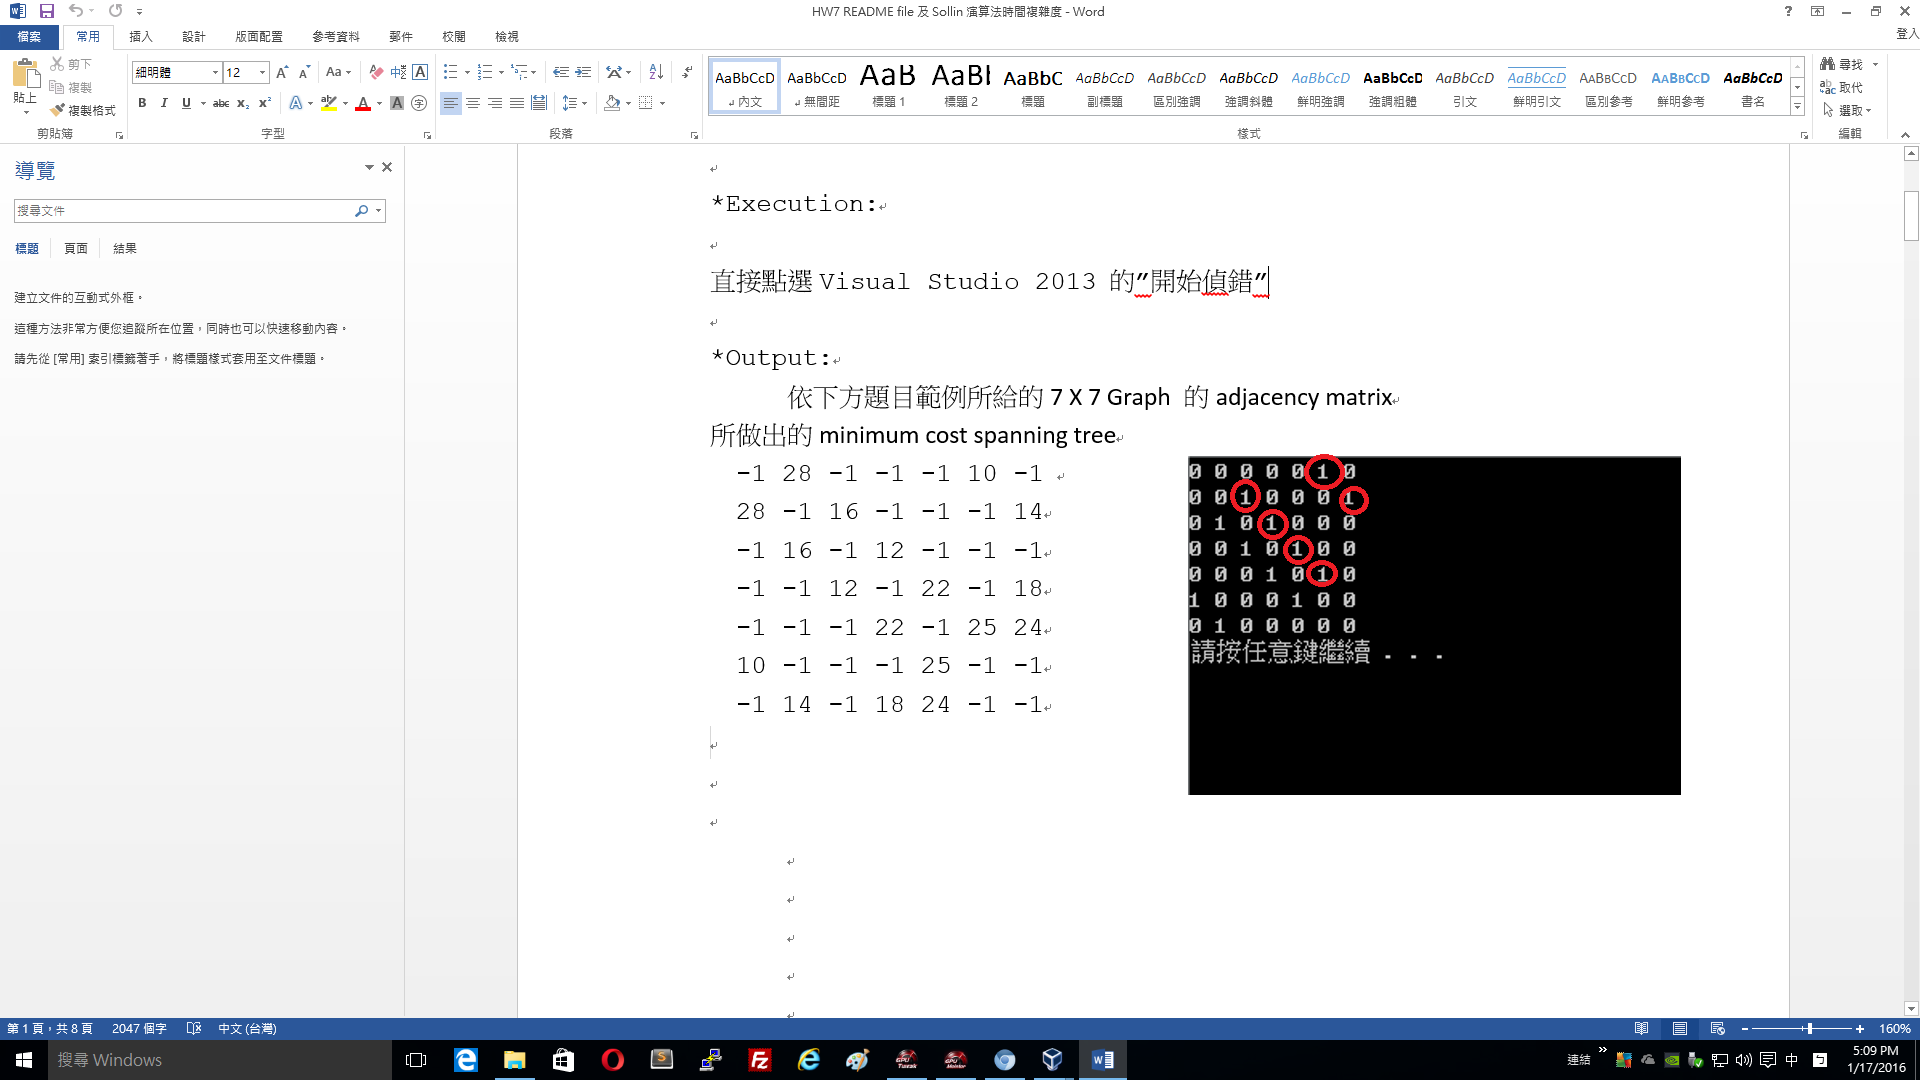 HW7 README file 及 Sollin 演算法時間複雜度 - Word
檔案 常用 插入 設計 版面配置 參考資料 郵件 校閱 檢視 登入
貼上 剪下 複製 複製格式
細明體 12
AaBbCcD AaBbCcD AaB AaBl AaBbC AaBbCcD AaBbCcD AaBbCcD AaBbCcD AaBbCcD AaBbCcD AaBbCcD AaBbCcD AaBbCcD AaBbCcD
內文 無間距 標題 1 標題 2 標題 副標題 區別強調 強調斜體 鮮明強調 強調粗體 引文 鮮明引文 區別參考 鮮明參考 書名
尋找 取代 選取
剪貼簿 字型 段落 樣式 編輯
導覽
搜尋文件
標題 頁面 結果
建立文件的互動式外框。
這種方法非常方便您追蹤所在位置，同時也可以快速移動內容。
請先從 [常用] 索引標籤著手，將標題樣式套用至文件標題。
*Execution:
直接點選 Visual Studio 2013 的"開始偵錯"
*Output:
依下方題目範例所給的 7 X 7 Graph 的 adjacency matrix
所做出的 minimum cost spanning tree
-1 28 -1 -1 -1 10 -1
28 -1 16 -1 -1 -1 14
-1 16 -1 12 -1 -1 -1
-1 -1 12 -1 22 -1 18
-1 -1 -1 22 -1 25 24
10 -1 -1 -1 25 -1 -1
-1 14 -1 18 24 -1 -1
0 0 0 0 0 1 0
0 0 1 0 0 0 1
0 1 0 1 0 0 0
0 0 1 0 1 0 0
0 0 0 1 0 1 0
1 0 0 0 1 0 0
0 1 0 0 0 0 0
請按任意鍵繼續 . . .
第 1 頁，共 8 頁 2047 個字 中文 (台灣) 160%
搜尋 Windows
連結 中
5:09 PM
1/17/2016